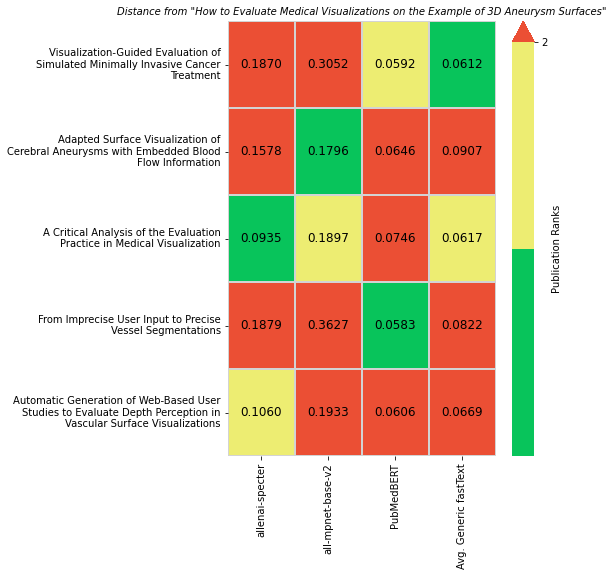 Distance from "How to Evaluate Medical Visualizations on the Example of 3D Aneurysm Surfaces"
Visualization-Guided Evaluation of
Simulated Minimally Invasive Cancer
Treatment
0.1870 0.3052 0.0592 0.0612
Adapted Surface Visualization of
Cerebral Aneurysms with Embedded Blood
Flow Information
0.1578 0.1796 0.0646 0.0907
A Critical Analysis of the Evaluation
Practice in Medical Visualization
0.0935 0.1897 0.0746 0.0617
From Imprecise User Input to Precise
Vessel Segmentations
0.1879 0.3627 0.0583 0.0822
Automatic Generation of Web-Based User
Studies to Evaluate Depth Perception in
Vascular Surface Visualizations
0.1060 0.1933 0.0606 0.0669
allenai-specter
all-mpnet-base-v2
PubMedBERT
Avg. Generic fastText
2
Publication Ranks